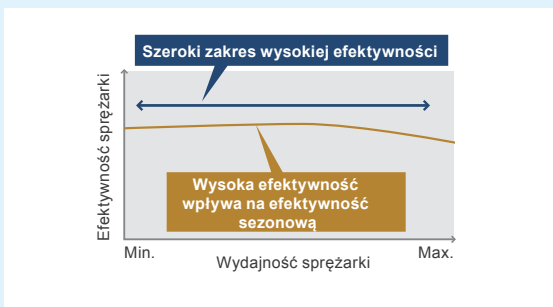 Szeroki zakres wysokiej efektywności
Efektywność sprężarki
Wysoka efektywność
wpływa na efektywność
sezonową
Min.
Wydajność sprężarki
Max.